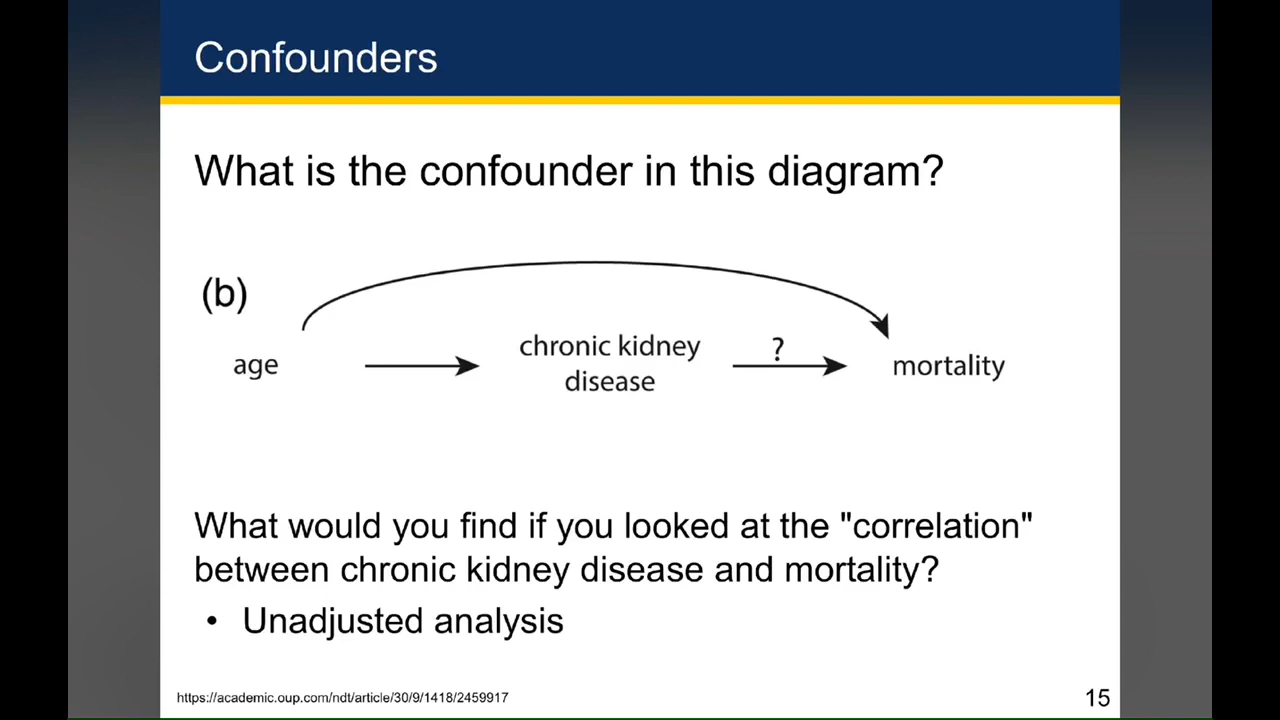 Confounders
What is the confounder in this diagram?
(b)
age
chronic kidney
disease
?
mortality
What would you find if you looked at the "correlation"
between chronic kidney disease and mortality?
• Unadjusted analysis
https://academic.oup.com/ndt/article/30/9/1418/2459917
15